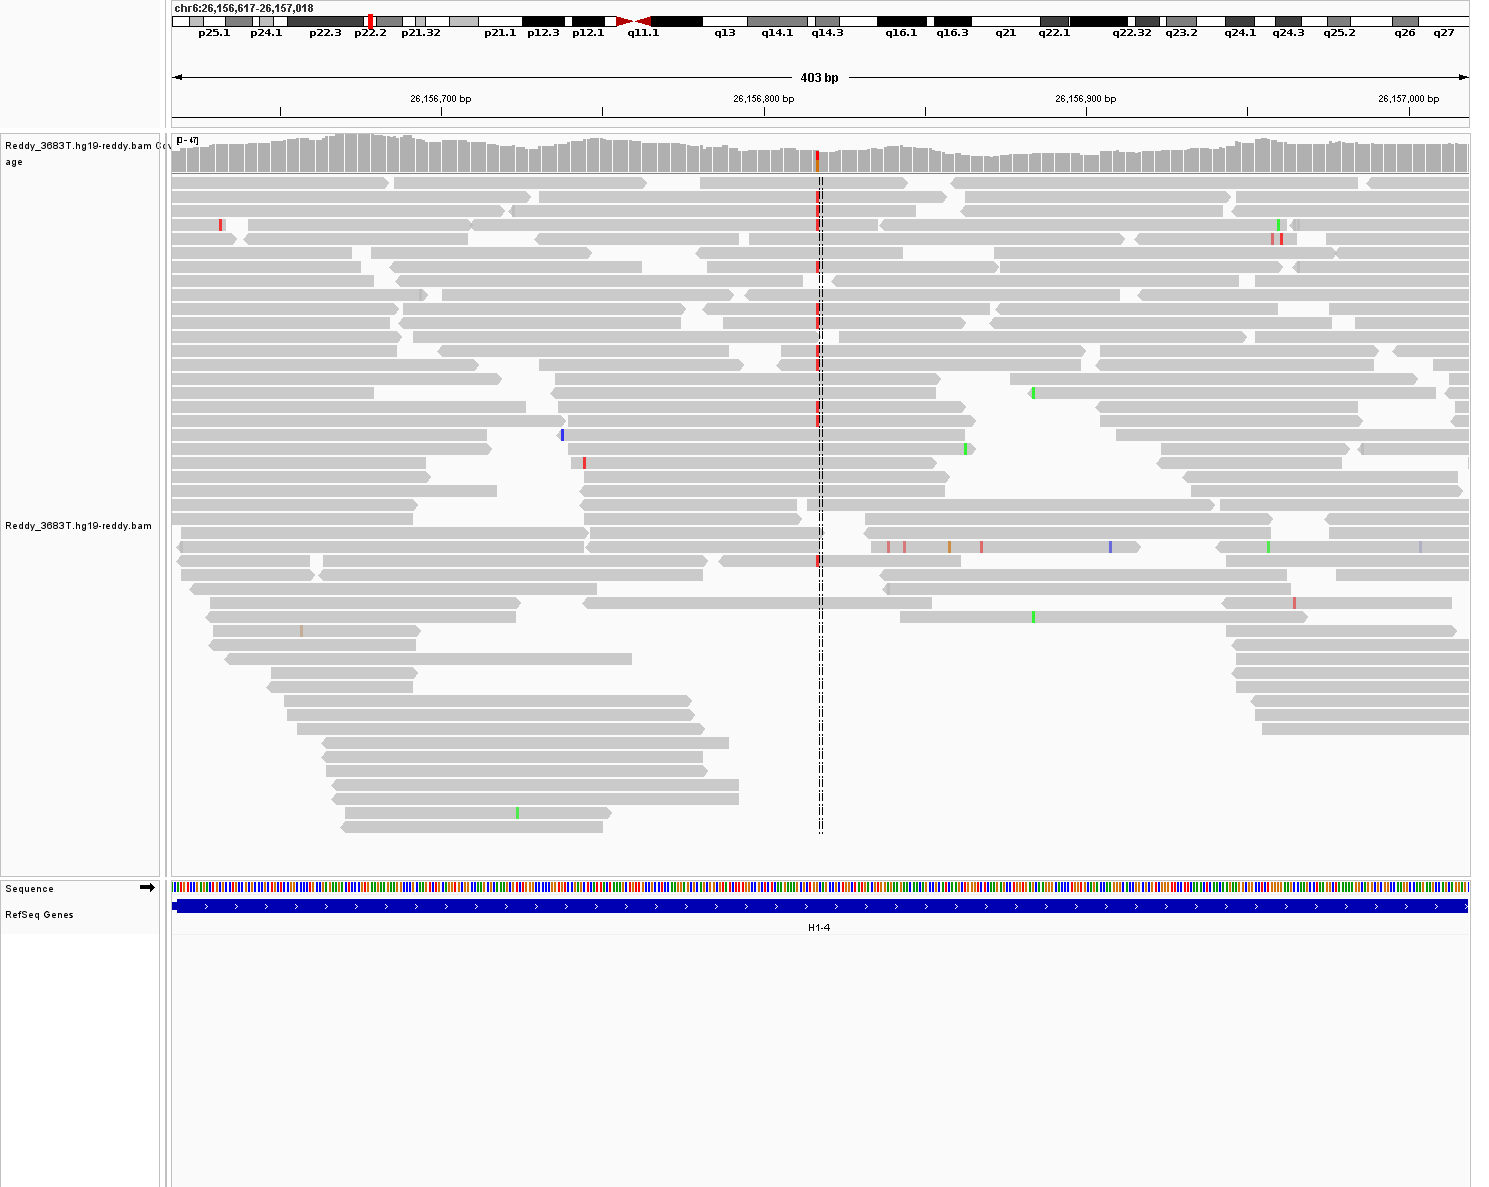 chr6:26,156,617-26,157,018
p25.1 p24.1 p22.3 p22.2 p21.32 p21.1 p12.3 p12.1 q11.1 q13 q14.1 q14.3 q16.1 q16.3 q21 q22.1 q22.32 q23.2 q24.1 q24.3 q25.2 q26 q27
403 bp
26,156,700 bp 26,156,800 bp 26,156,900 bp 26,157,000 bp
[0 - 47]
Reddy_3683T.hg19-reddy.bam Cov
age
Reddy_3683T.hg19-reddy.bam
Sequence
RefSeq Genes
H1-4